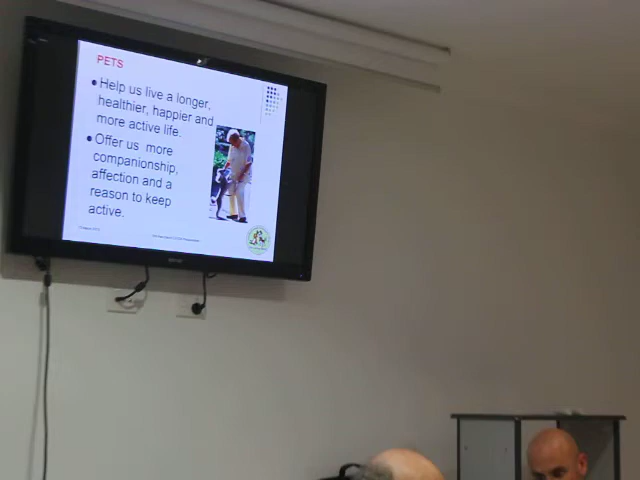 PETS
Help us live a longer,
healthier, happier and
more active life.
Offer us more
companionship,
affection and a
reason to keep
active.